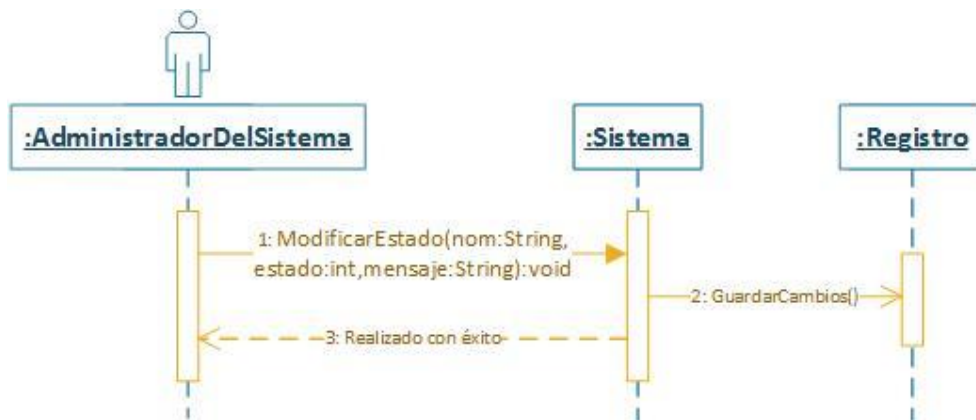 :AdministradorDelSistema
:Sistema
:Registro
1: ModificarEstado(nom:String,
estado:int,mensaje:String):void
2: GuardarCambios()
3: Realizado con éxito